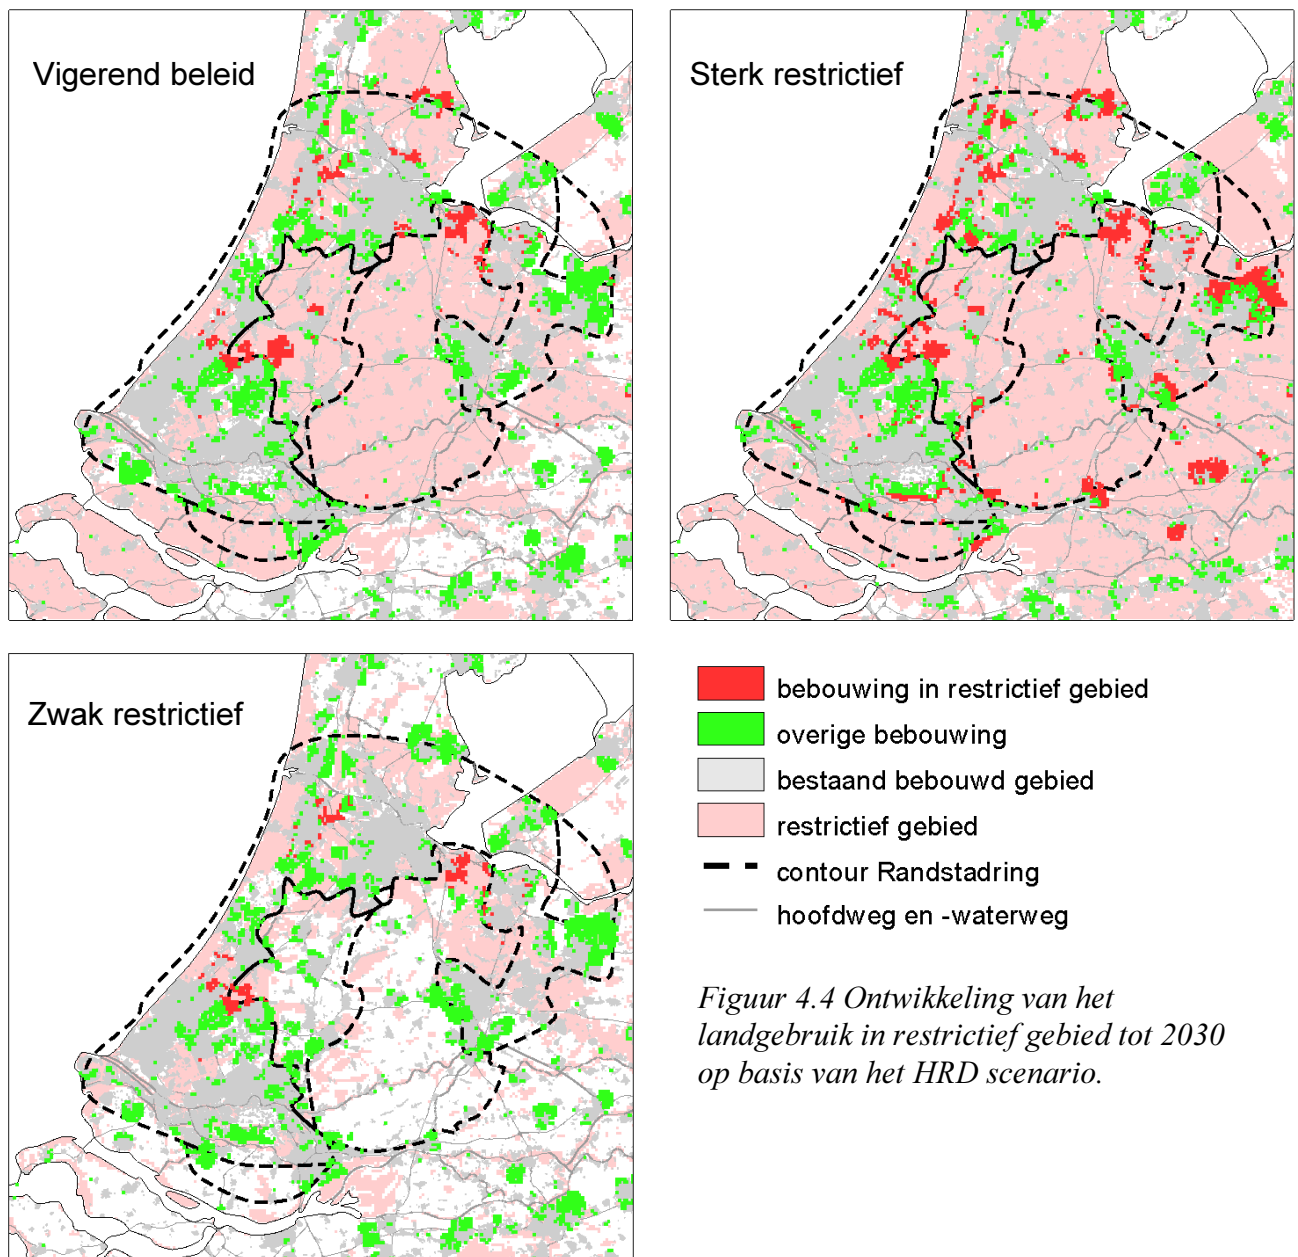 Vigerend beleid
Sterk restrictief
Zwak restrictief
bebouwing in restrictief gebied
overige bebouwing
bestaand bebouwd gebied
restrictief gebied
contour Randstadring
hoofdweg en -waterweg
Figuur 4.4 Ontwikkeling van het
landgebruik in restrictief gebied tot 2030
op basis van het HRD scenario.